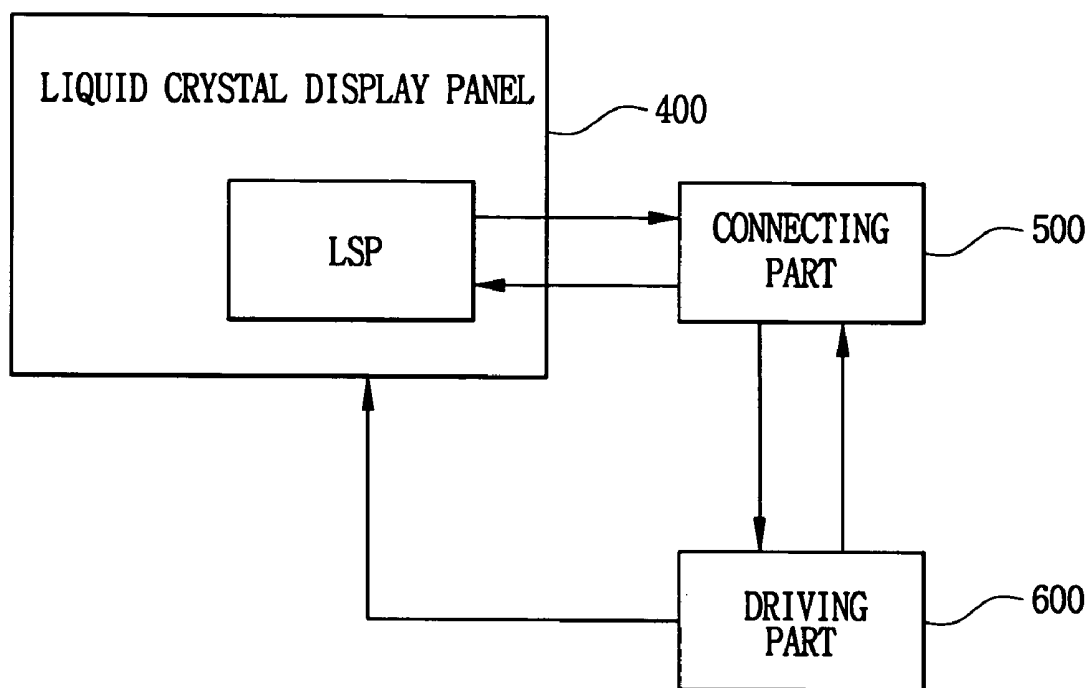 LIQUID CRYSTAL DISPLAY PANEL
400
LSP
CONNECTING
PART
500
DRIVING
PART
600